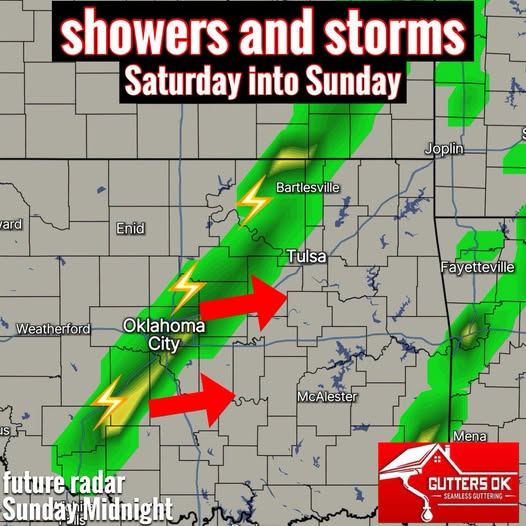 showers and storms
Saturday into Sunday
Joplin
Bartlesville
Enid
Tulsa
Fayetteville
Weatherford
Oklahoma
City
McAlester
Mena
future radar
Sunday Midnight
GUTTERS OK
SEAMLESS GUTTERING